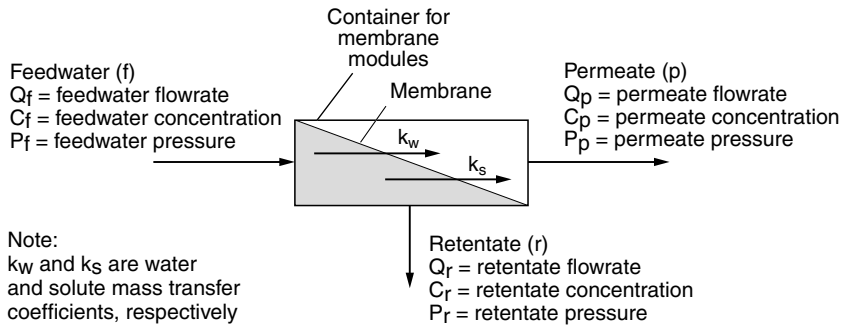 Container for
membrane
modules
Feedwater (f)
Qf = feedwater flowrate
Cf = feedwater concentration
Pf = feedwater pressure
Membrane
Permeate (p)
Qp = permeate flowrate
Cp = permeate concentration
Pp = permeate pressure
kw
ks
Note:
kw and ks are water
and solute mass transfer
coefficients, respectively
Retentate (r)
Qr = retentate flowrate
Cr = retentate concentration
Pr = retentate pressure